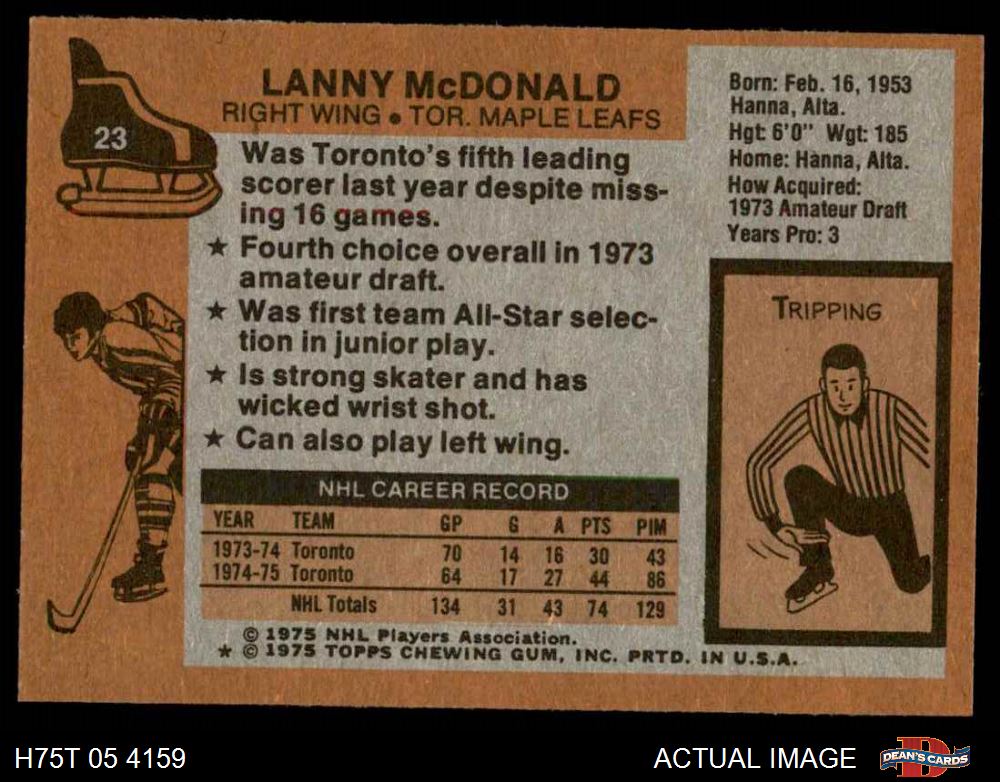 23
LANNY McDONALD
RIGHT WING • TOR. MAPLE LEAFS
Was Toronto's fifth leading
scorer last year despite miss-
ing 16 games.
★ Fourth choice overall in 1973
amateur draft.
★ Was first team All-Star selec-
tion in junior play.
★ Is strong skater and has
wicked wrist shot.
★ Can also play left wing.
Born: Feb. 16, 1953
Hanna, Alta.
Hgt: 6'0" Wgt: 185
Home: Hanna, Alta.
How Acquired:
1973 Amateur Draft
Years Pro: 3
TRIPPING
NHL CAREER RECORD
YEAR TEAM GP G A PTS PIM
1973-74 Toronto 70 14 16 30 43
1974-75 Toronto 64 17 27 44 86
NHL Totals 134 31 43 74 129
© 1975 NHL Players Association.
★ © 1975 TOPPS CHEWING GUM, INC. PRTD. IN U.S.A.
H75T 05 4159
ACTUAL IMAGE
DEAN'S CARDS